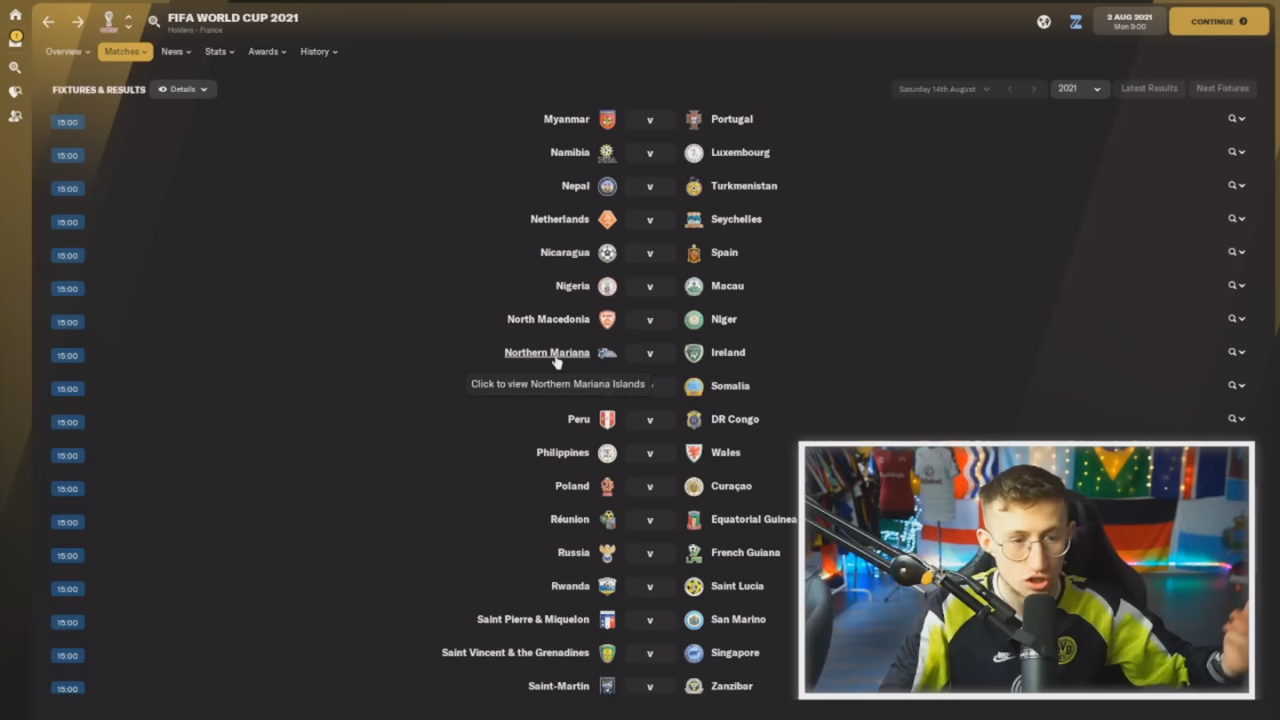 FIFA WORLD CUP 2021
Holders - France
2 AUG 2021
Mon 9:00
CONTINUE
Overview
Matches
News
Stats
Awards
History
FIXTURES & RESULTS
Details
Saturday 14th August
2021
Latest Results
Next Fixtures
15:00 Myanmar v Portugal
15:00 Namibia v Luxembourg
15:00 Nepal v Turkmenistan
15:00 Netherlands v Seychelles
15:00 Nicaragua v Spain
15:00 Nigeria v Macau
15:00 North Macedonia v Niger
15:00 Northern Mariana v Ireland
Click to view Northern Mariana Islands
15:00 Somalia
15:00 Peru v DR Congo
15:00 Philippines v Wales
15:00 Poland v Curaçao
15:00 Réunion v Equatorial Guinea
15:00 Russia v French Guiana
15:00 Rwanda v Saint Lucia
15:00 Saint Pierre & Miquelon v San Marino
15:00 Saint Vincent & the Grenadines v Singapore
15:00 Saint-Martin v Zanzibar